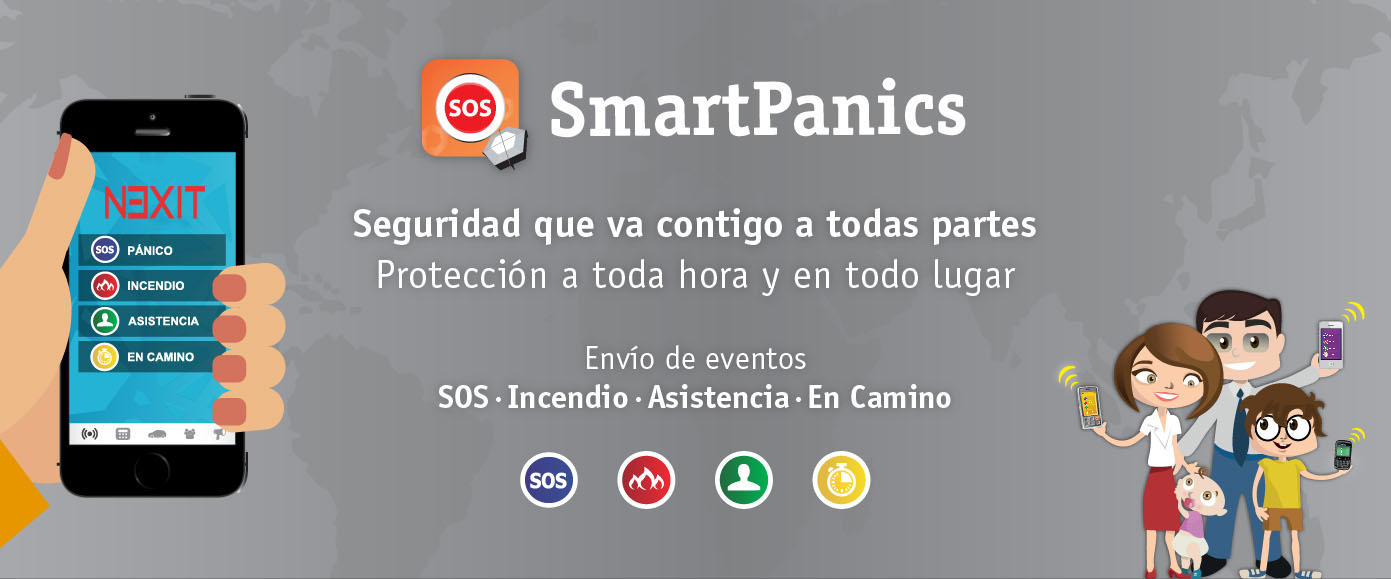 SOS
SmartPanics
Seguridad que va contigo a todas partes
Protección a toda hora y en todo lugar
Envío de eventos
SOS · Incendio · Asistencia · En Camino
SOS
NEXIT
SOS PÁNICO
INCENDIO
ASISTENCIA
EN CAMINO